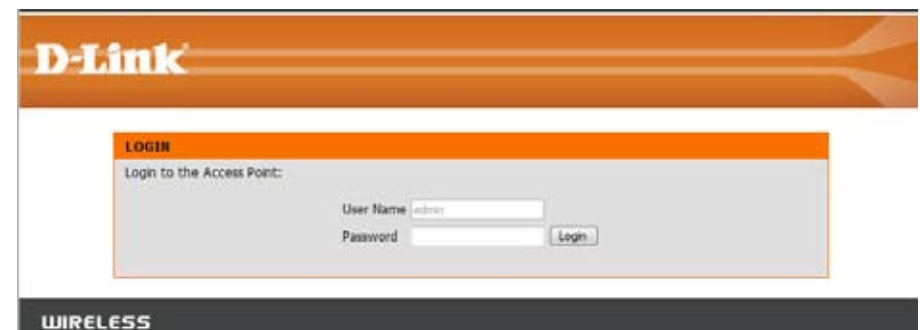 D-Link
LOGIN
Login to the Access Point:
User Name admin
Password Login
WIRELESS